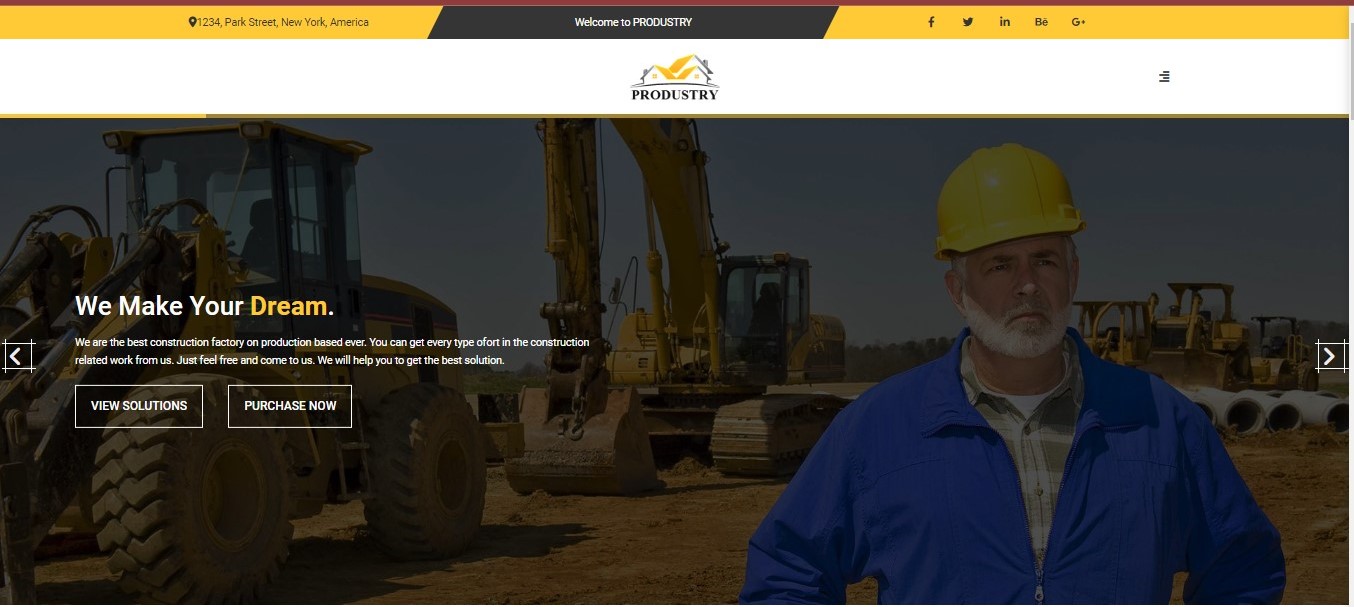 1234, Park Street, New York, America
Welcome to PRODUSTRY
Bē
G+
PRODUSTRY
We Make Your Dream.
We are the best construction factory on production based ever. You can get every type ofort in the construction
related work from us. Just feel free and come to us. We will help you to get the best solution.
VIEW SOLUTIONS
PURCHASE NOW